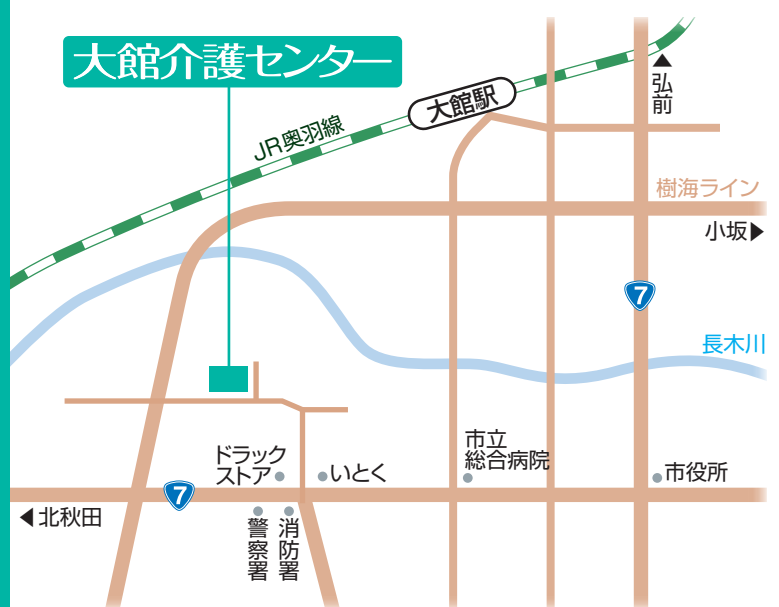 大館介護センター
弘前
大館駅
JR奥羽線
樹海ライン
小坂▶
7
長木川
市立
総合病院
ドラック
ストア
いとく
市役所
7
◀北秋田
警察署
消防署